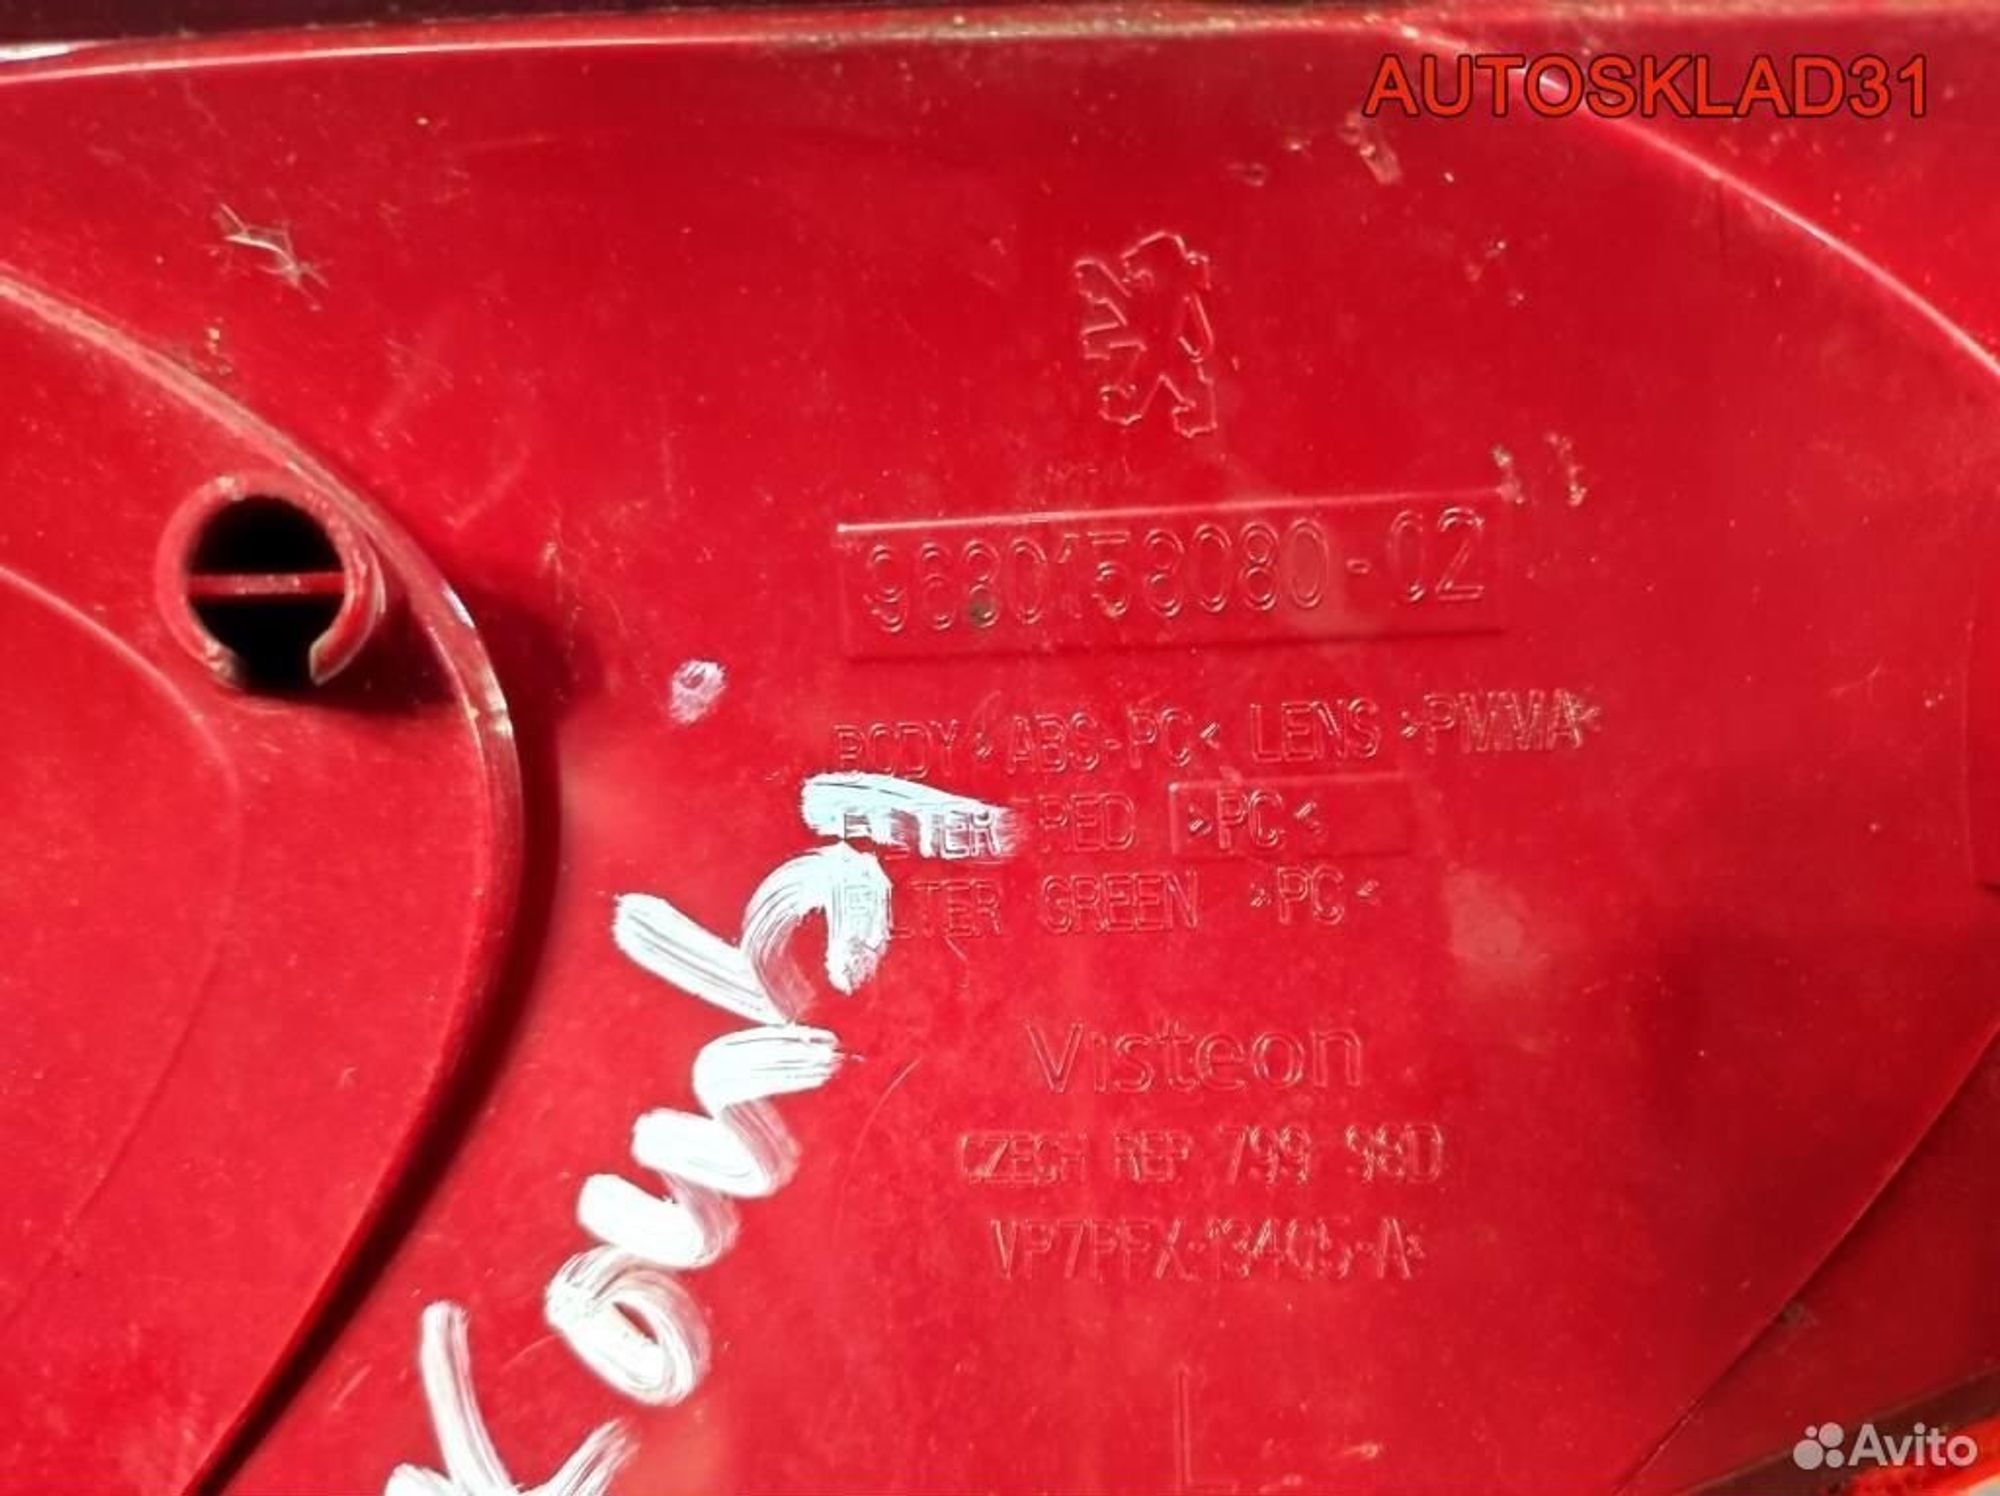 AUTOSKLAD31
9680158080-02
BODY >ABS-PC< LENS >PMMA<
FILTER RED >PC<
FILTER GREEN >PC<
Visteon
CZECH REP 799 98D
VP7PFX-13405-A
L
Avito